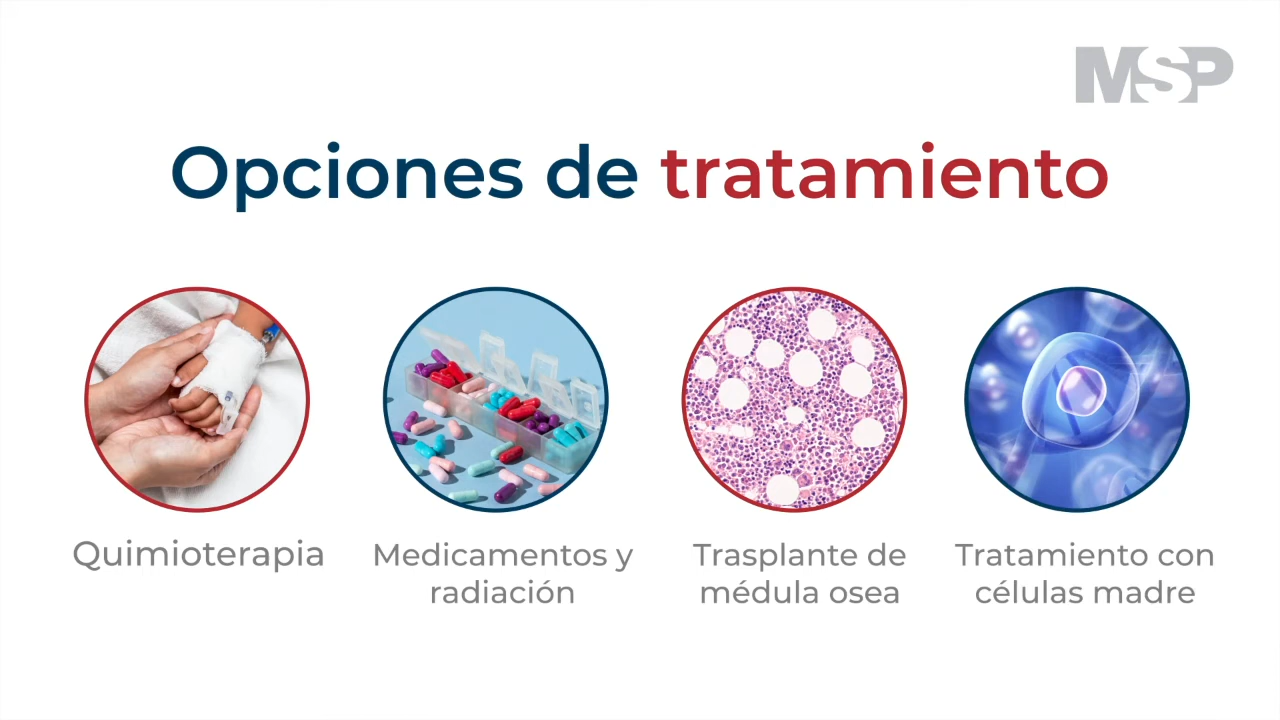 MSP
Opciones de tratamiento
Quimioterapia
Medicamentos y
radiación
Trasplante de
médula osea
Tratamiento con
células madre